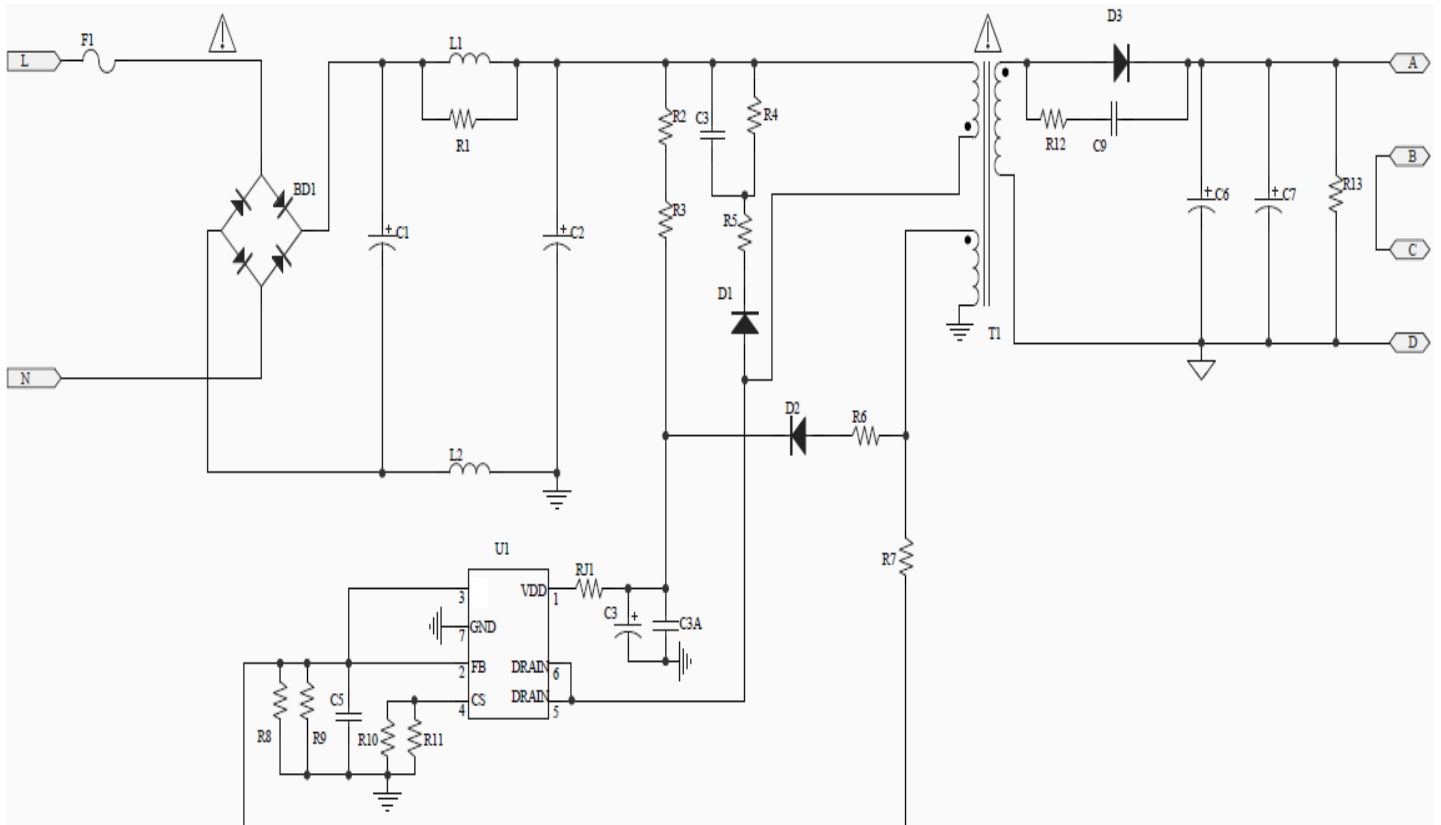 F1
L
L1
R1
BD1
C1
C2
R2
R3
C3
R4
R5
D1
D2
R6
R7
T1
D3
R12
C9
C6
C7
R13
A
B
C
D
N
L2
U1
VDD
3
1
GND
7
FB
2
DRAIN
6
CS
4
DRAIN
5
RJ1
C3
C3A
R8
R9
C5
R10
R11